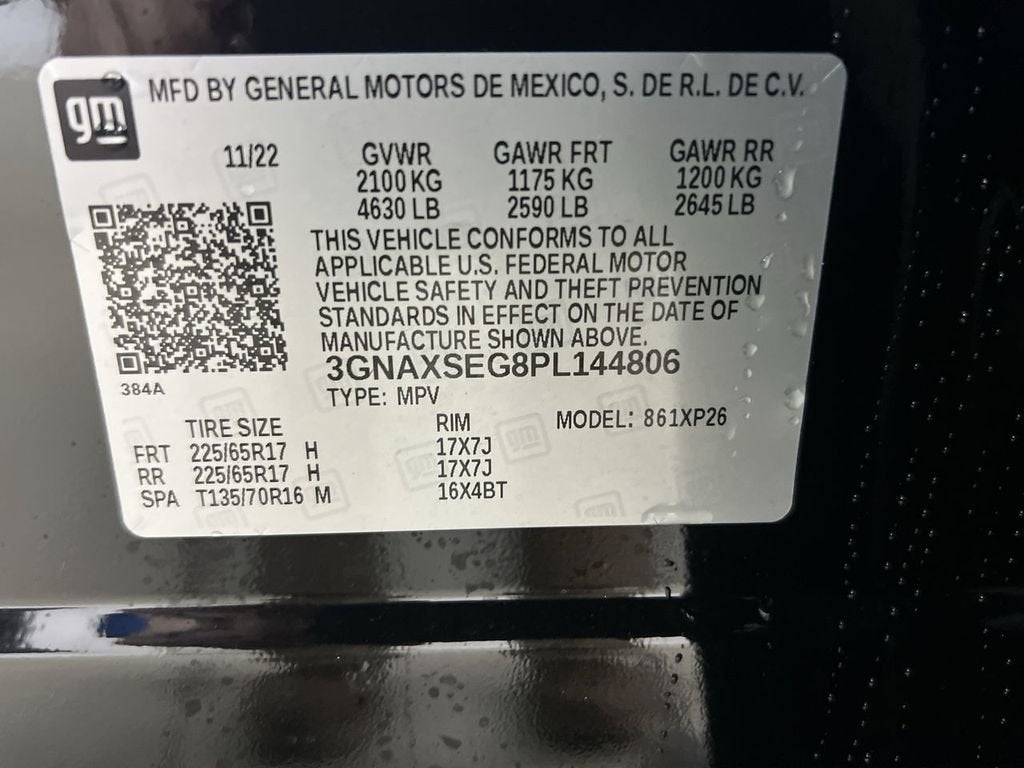 gm MFD BY GENERAL MOTORS DE MEXICO, S. DE R.L. DE C.V.
11/22 GVWR GAWR FRT GAWR RR
2100 KG 1175 KG 1200 KG
4630 LB 2590 LB 2645 LB
THIS VEHICLE CONFORMS TO ALL
APPLICABLE U.S. FEDERAL MOTOR
VEHICLE SAFETY AND THEFT PREVENTION
STANDARDS IN EFFECT ON THE DATE OF
MANUFACTURE SHOWN ABOVE.
3GNAXSEG8PL144806
384A
TYPE: MPV
TIRE SIZE RIM MODEL: 861XP26
FRT 225/65R17 H 17X7J
RR 225/65R17 H 17X7J
SPA T135/70R16 M 16X4BT